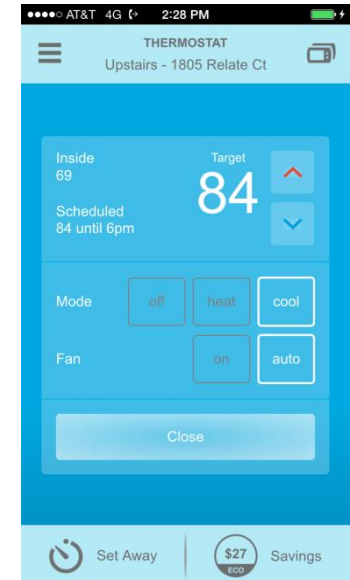 AT&T 4G 2:28 PM
THERMOSTAT
Upstairs - 1805 Relate Ct
Inside
69
Target
84
Scheduled
84 until 6pm
Mode off heat cool
Fan on auto
Close
Set Away $27 ECO Savings